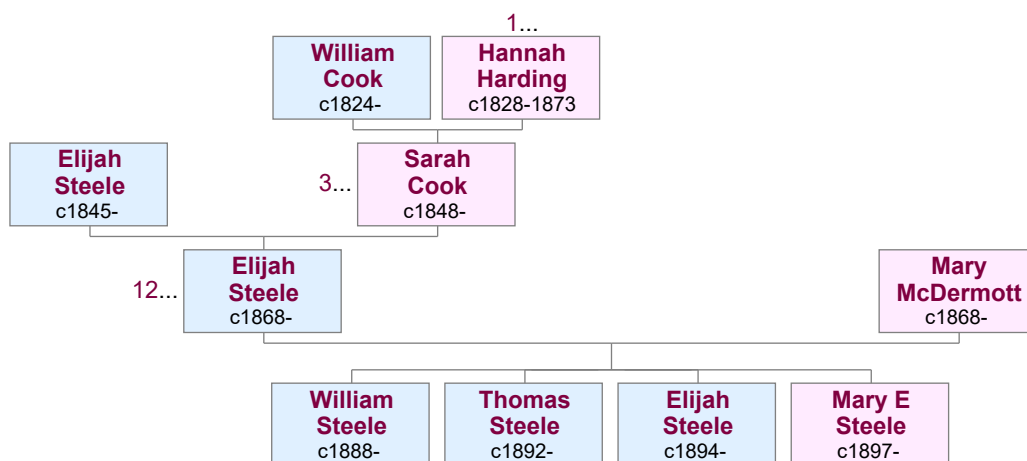 1...
William
Cook
c1824-
Hannah
Harding
c1828-1873
Elijah
Steele
c1845-
3...
Sarah
Cook
c1848-
12...
Elijah
Steele
c1868-
Mary
McDermott
c1868-
William
Steele
c1888-
Thomas
Steele
c1892-
Elijah
Steele
c1894-
Mary E
Steele
c1897-